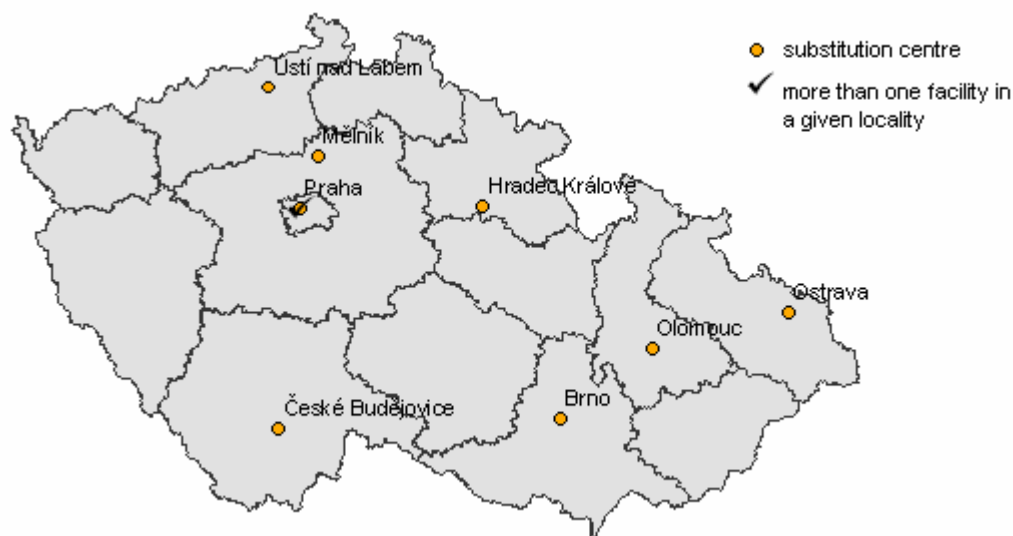 substitution centre
more than one facility in
a given locality
Ústí nad Labem
Mělník
Praha
Hradec Králové
Ostrava
Olomouc
Brno
České Budějovice